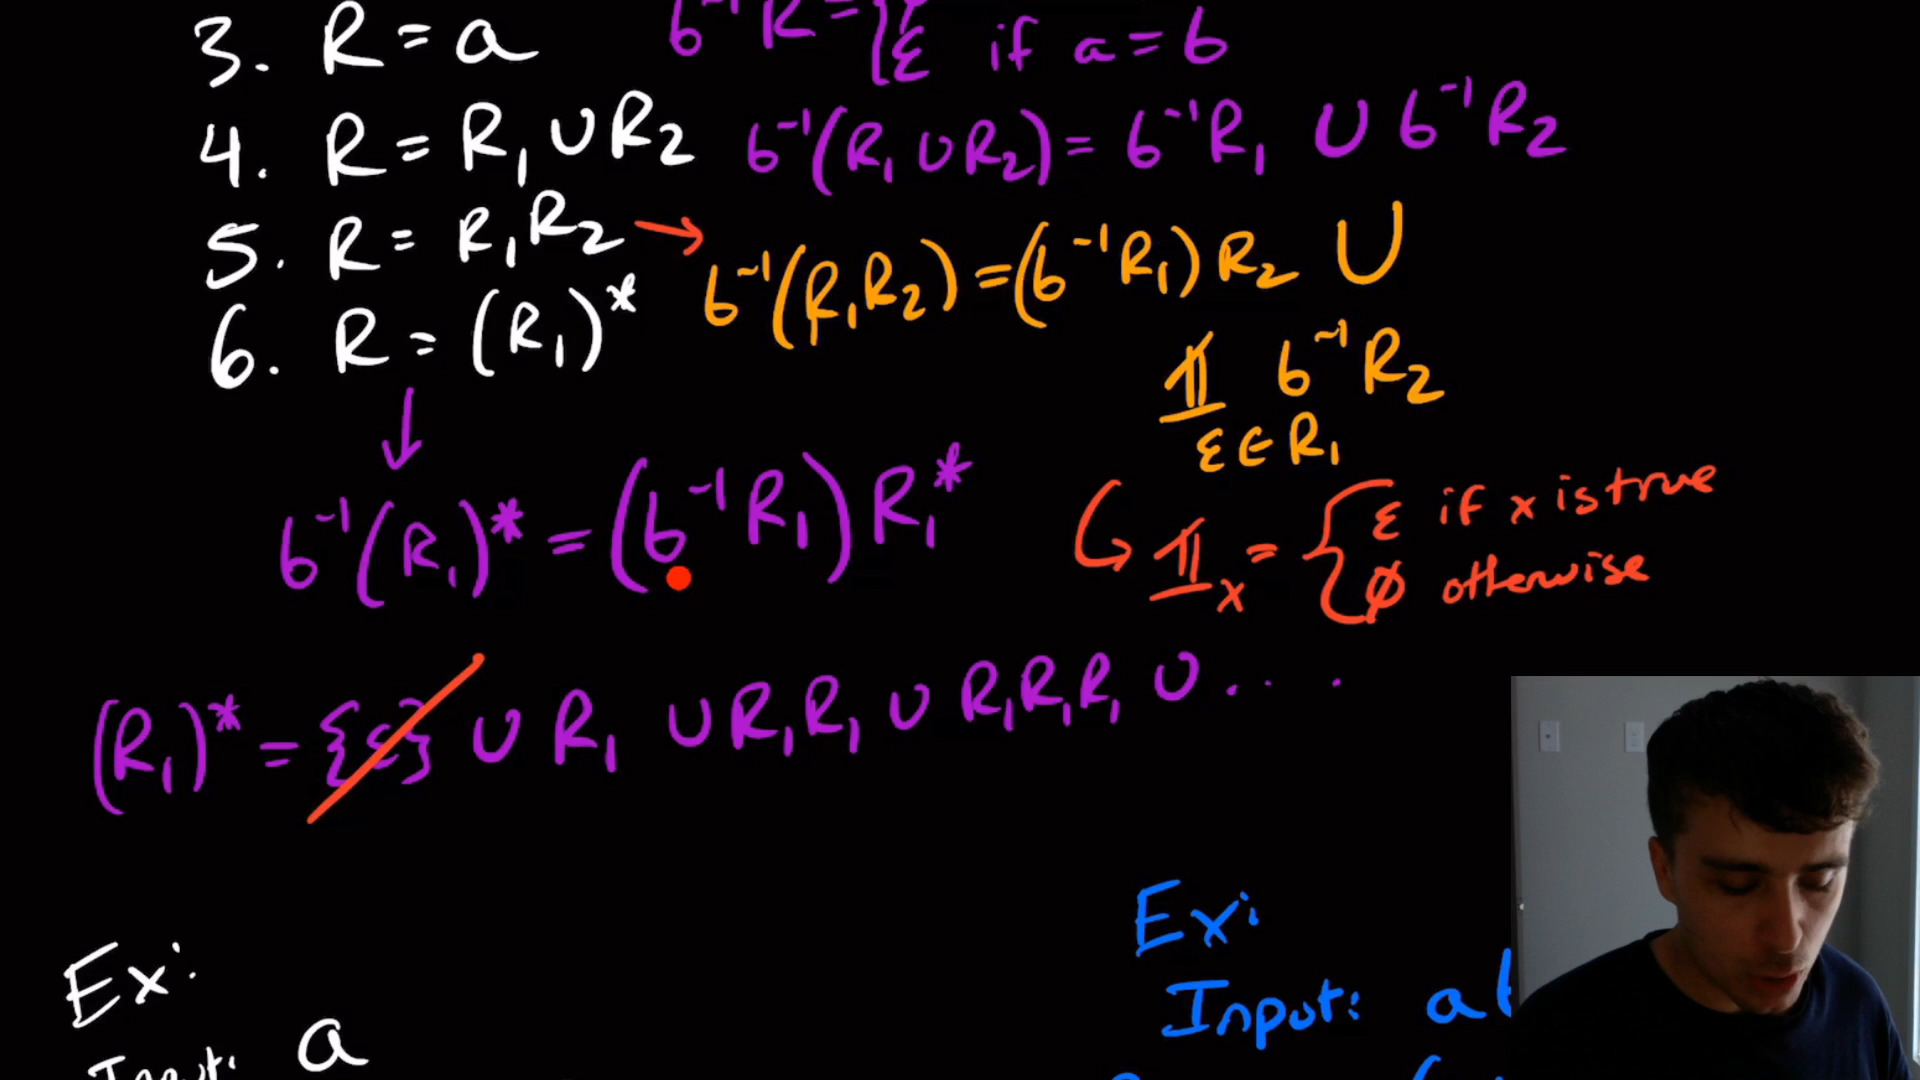 3. R = a b⁻¹R = { ε if a = b
4. R = R₁ ∪ R₂ b⁻¹(R₁ ∪ R₂) = b⁻¹R₁ ∪ b⁻¹R₂
5. R = R₁R₂ → b⁻¹(R₁R₂) = (b⁻¹R₁) R₂ ∪
𝟙 ε ∈ R₁ b⁻¹R₂
6. R = (R₁)*
↓
b⁻¹(R₁)* = (b⁻¹R₁) R₁*
↪ 𝟙ₓ = { ε if x is true
∅ otherwise
(R₁)* = {ε} ∪ R₁ ∪ R₁R₁ ∪ R₁R₁R₁ ∪ ...
Ex:
Input: a
Ex:
Input: a